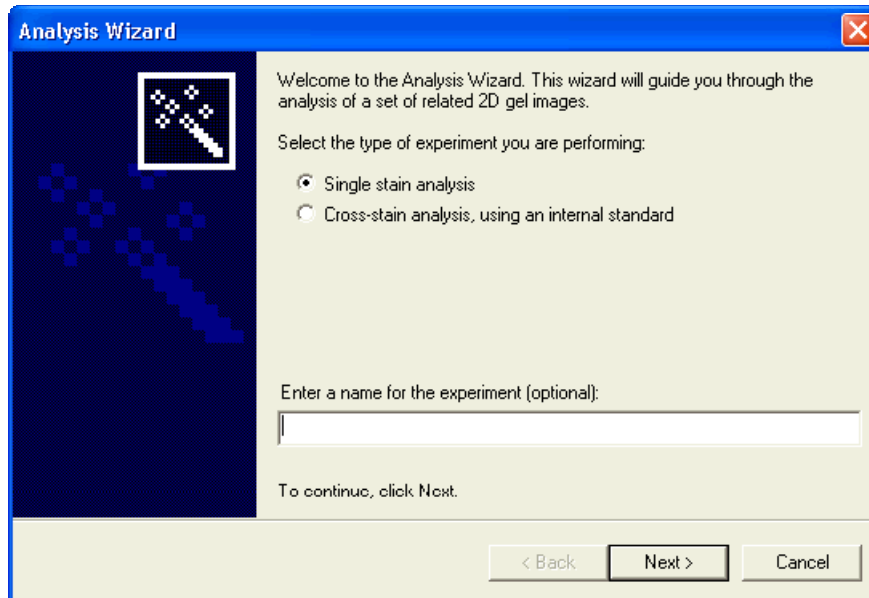 Analysis Wizard
Welcome to the Analysis Wizard. This wizard will guide you through the
analysis of a set of related 2D gel images.
Select the type of experiment you are performing:
Single stain analysis
Cross-stain analysis, using an internal standard
Enter a name for the experiment (optional):
To continue, click Next.
< Back Next > Cancel